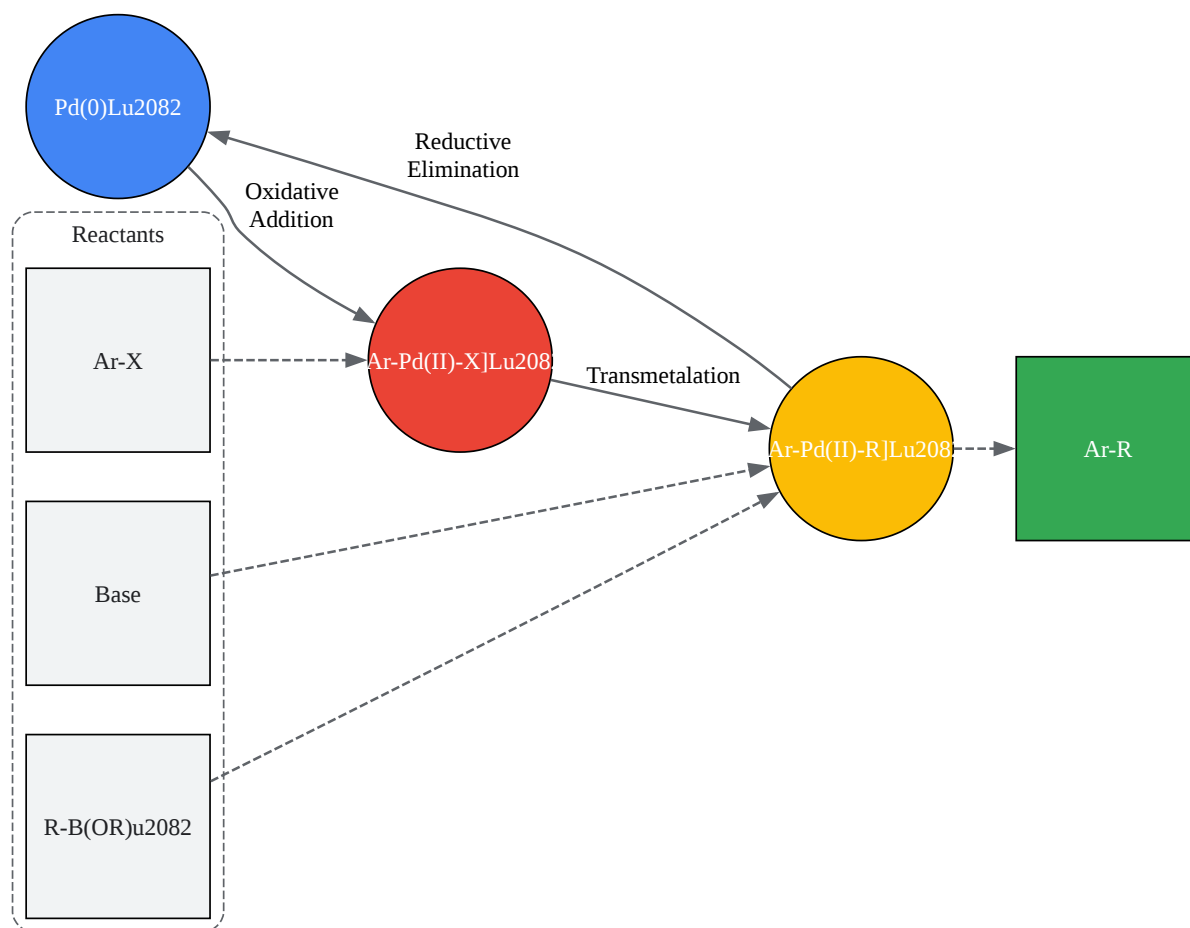 Pd(0)Lu2082
Reductive
Elimination
Oxidative
Addition
Reactants
Ar-X
Ar-Pd(II)-X]Lu208
Transmetalation
Ar-Pd(II)-R]Lu208
Ar-R
Base
R-B(OR)u2082